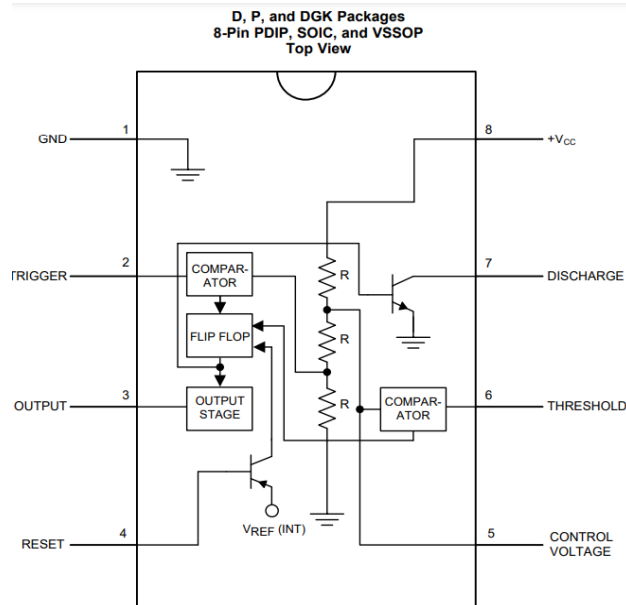 D, P, and DGK Packages
8-Pin PDIP, SOIC, and VSSOP
Top View
1
GND
8
+VCC
2
TRIGGER
COMPAR-
ATOR
R
7
DISCHARGE
FLIP FLOP
R
3
OUTPUT
OUTPUT
STAGE
R
COMPAR-
ATOR
6
THRESHOLD
4
RESET
VREF (INT)
5
CONTROL
VOLTAGE